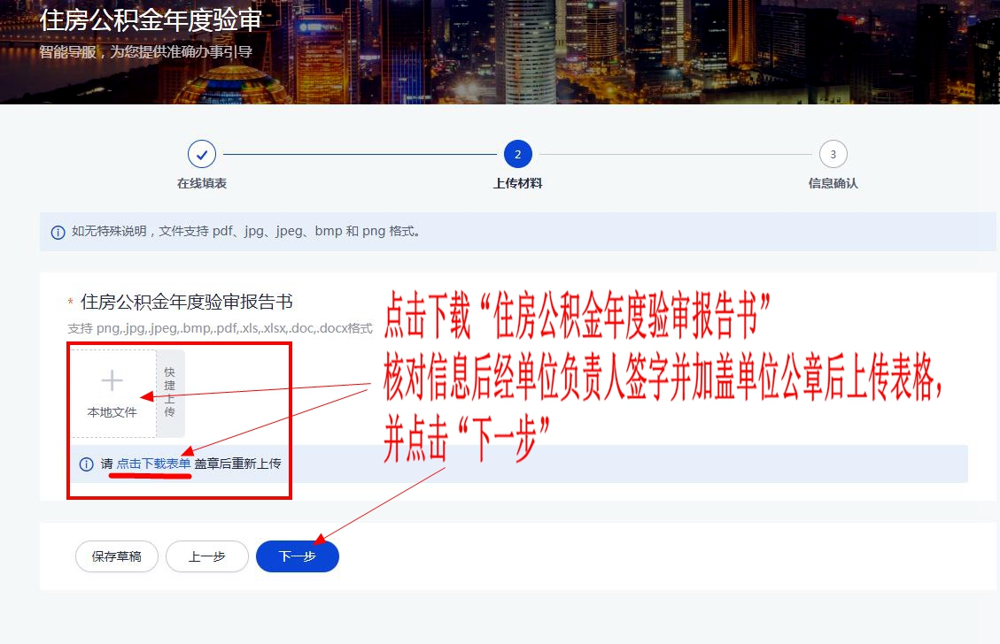 住房公积金年度验审
智能导服，为您提供准确办事引导
2
3
在线填表
上传材料
信息确认
如无特殊说明，文件支持 pdf、jpg、jpeg、bmp 和 png 格式。
* 住房公积金年度验审报告书
支持 png,.jpg,.jpeg,.bmp,.pdf,.xls,.xlsx,.doc,.docx格式
点击下载“住房公积金年度验审报告书”
核对信息后经单位负责人签字并加盖单位公章后上传表格，
并点击“下一步”
本地文件
快捷上传
请 点击下载表单 盖章后重新上传
保存草稿
上一步
下一步